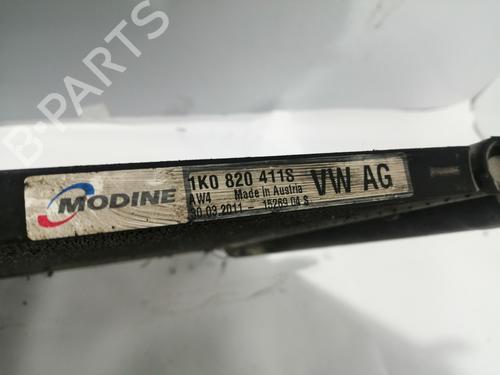 B-PARTS
MODINE
1K0 820 411S
AW4 Made in Austria
30.03.2011- 15269 04 S
VW AG